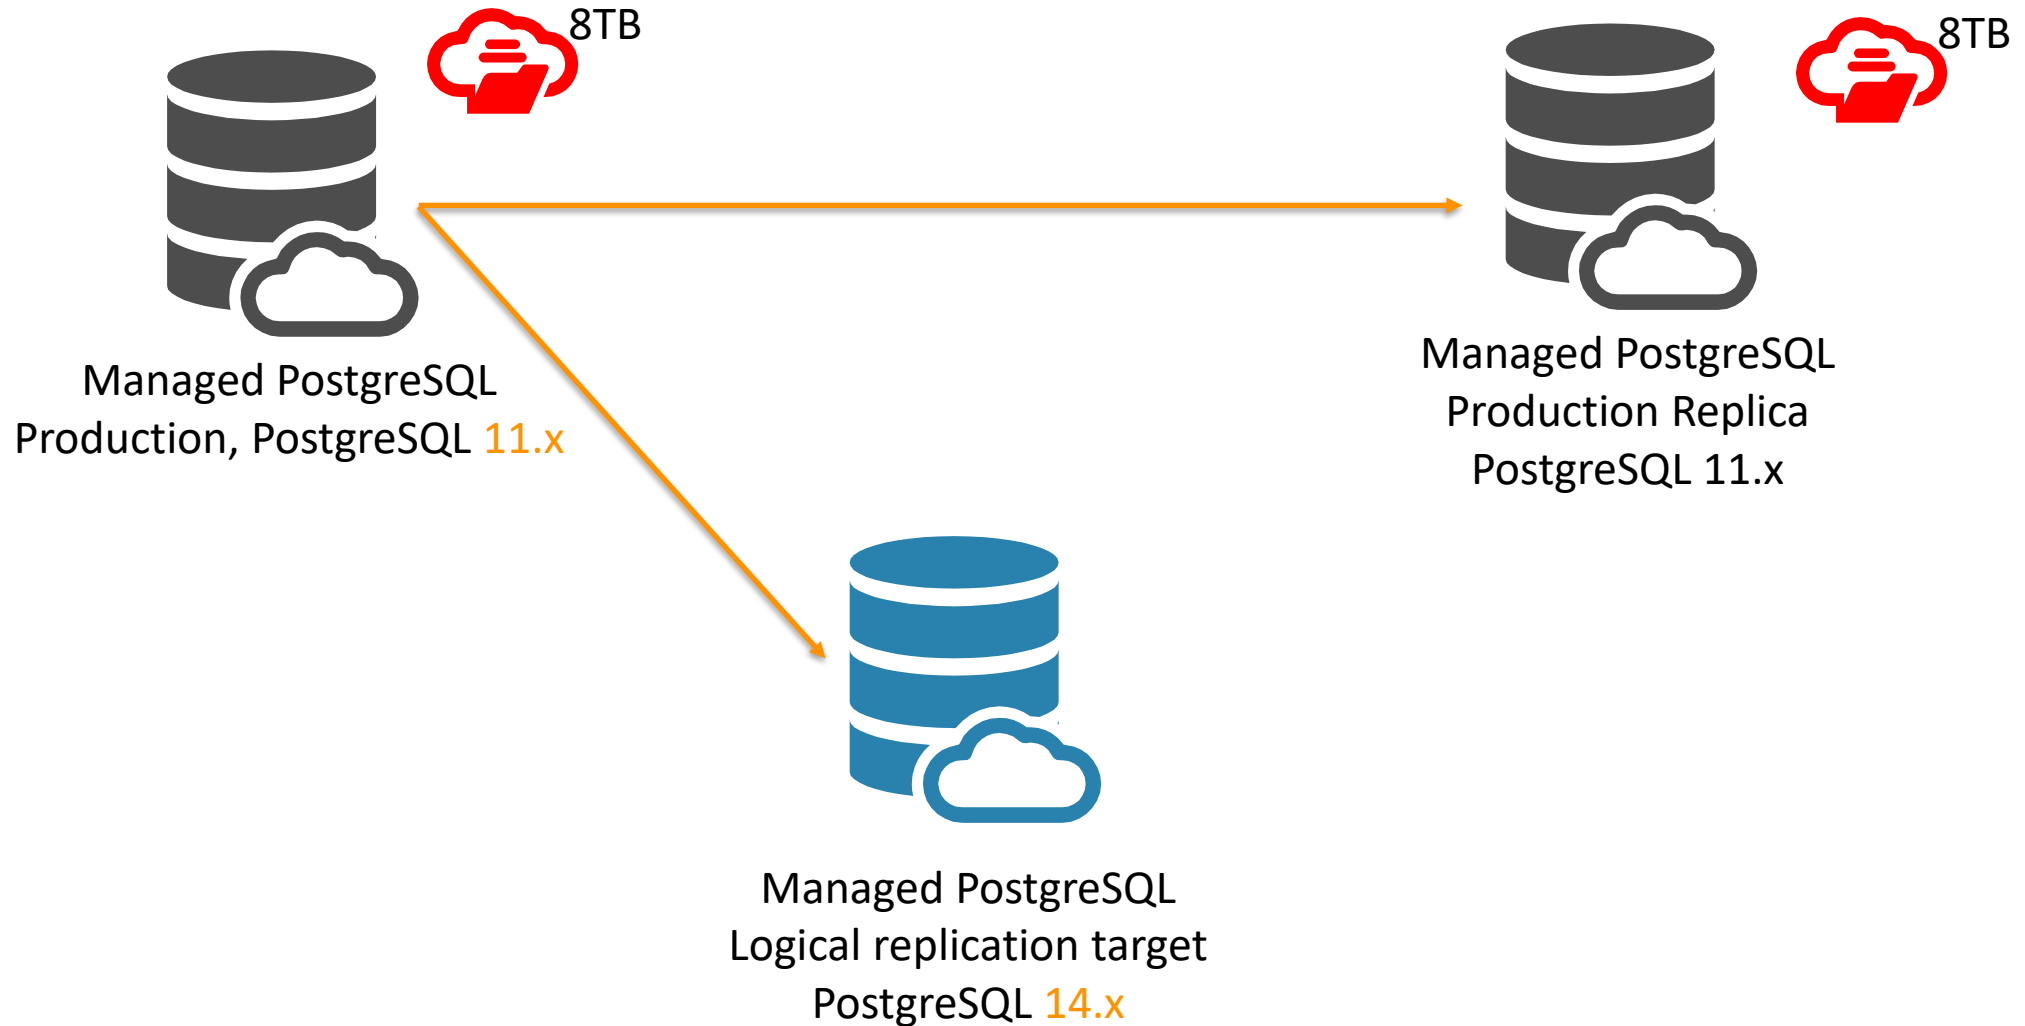 8TB
8TB
Managed PostgreSQL
Production, PostgreSQL 11.x
Managed PostgreSQL
Production Replica
PostgreSQL 11.x
Managed PostgreSQL
Logical replication target
PostgreSQL 14.x